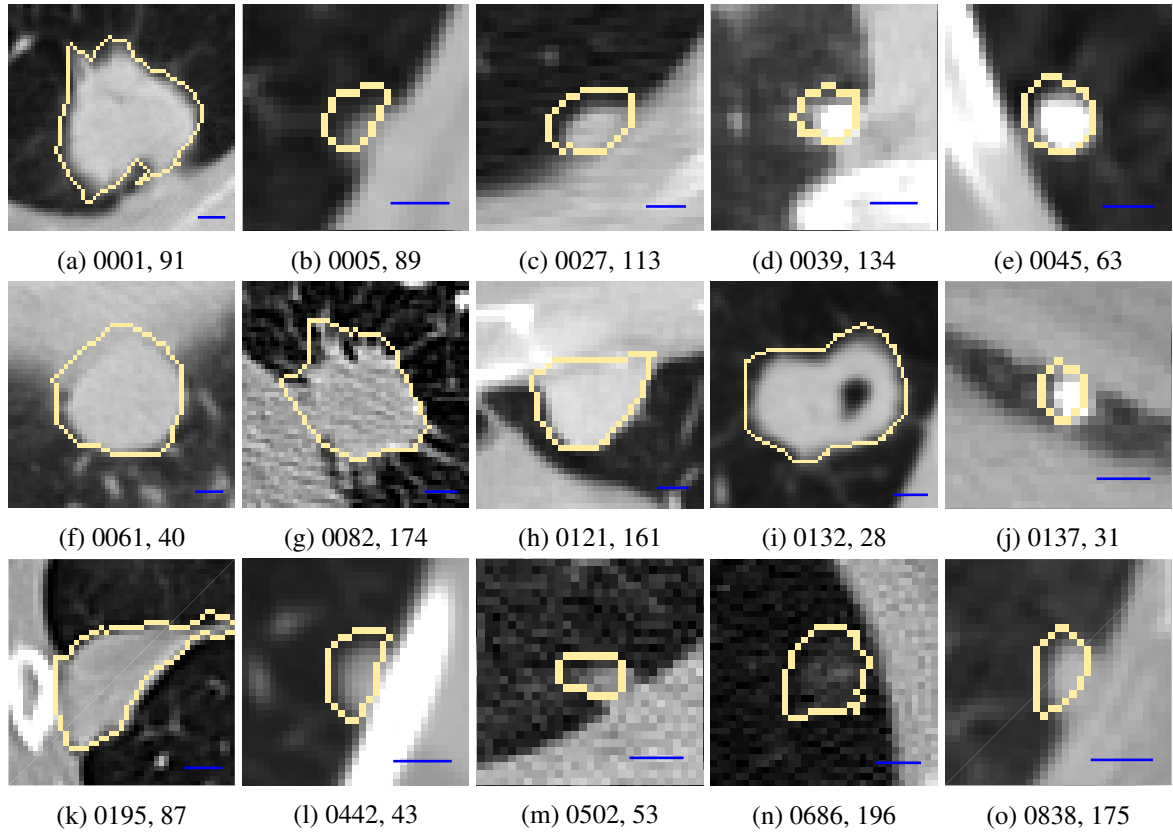 (a) 0001, 91 (b) 0005, 89 (c) 0027, 113 (d) 0039, 134 (e) 0045, 63
(f) 0061, 40 (g) 0082, 174 (h) 0121, 161 (i) 0132, 28 (j) 0137, 31
(k) 0195, 87 (l) 0442, 43 (m) 0502, 53 (n) 0686, 196 (o) 0838, 175